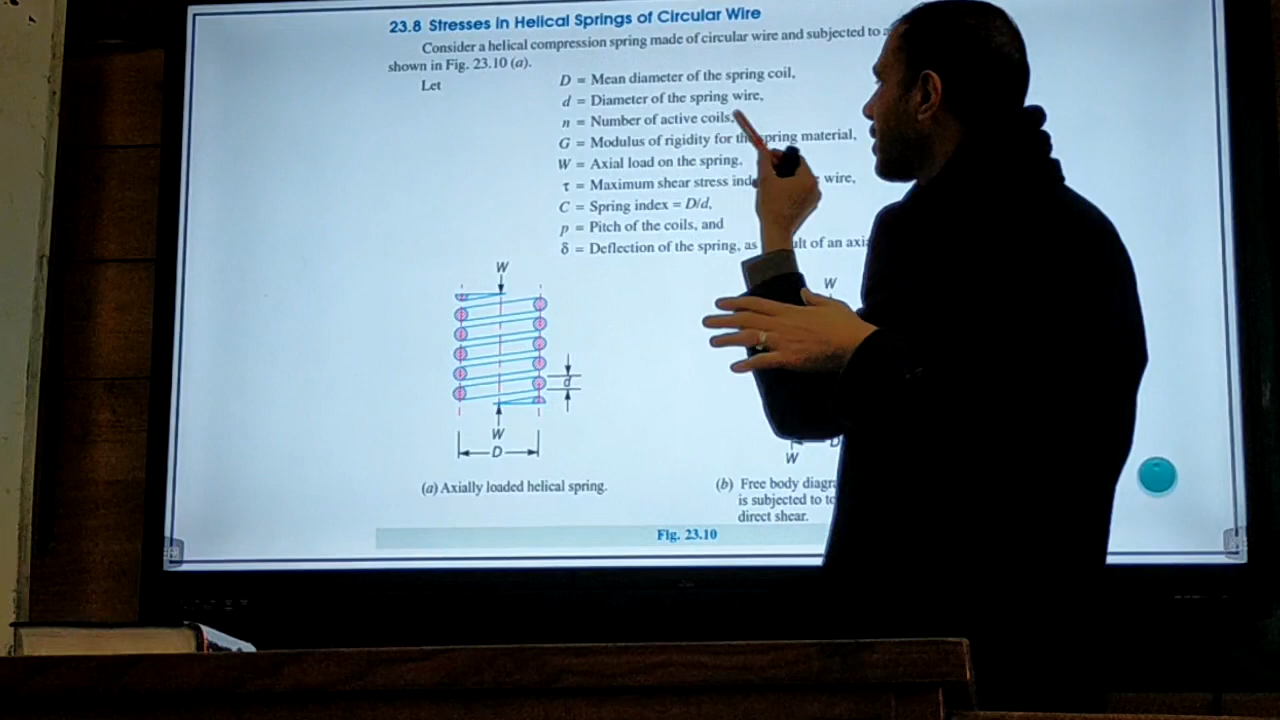 23.8 Stresses in Helical Springs of Circular Wire
Consider a helical compression spring made of circular wire and subjected to
shown in Fig. 23.10 (a).
Let
D = Mean diameter of the spring coil,
d = Diameter of the spring wire,
n = Number of active coils,
G = Modulus of rigidity for the spring material,
W = Axial load on the spring,
τ = Maximum shear stress wire,
C = Spring index = D/d,
p = Pitch of the coils, and
δ = Deflection of the spring, as of an
W
W
d
W
D
W
D
(a) Axially loaded helical spring.
(b) Free body
is subjected to
direct shear.
Fig. 23.10